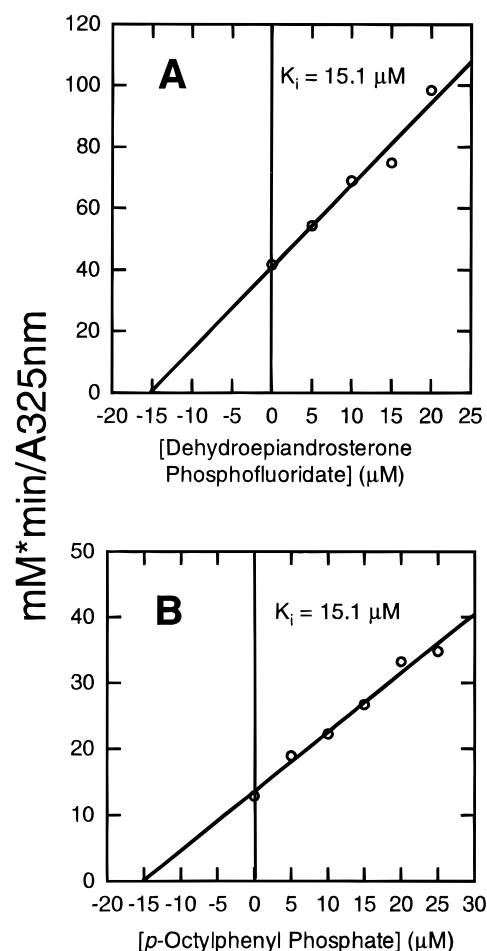 mM*min/A325nm
120
100
80
60
40
20
0
A
Kᵢ = 15.1 µM
-20 -15 -10 -5 0 5 10 15 20 25
[Dehydroepiandrosterone
Phosphofluoridate] (µM)
50
40
30
20
10
0
B
Kᵢ = 15.1 µM
-20 -15 -10 -5 0 5 10 15 20 25 30
[p-Octylphenyl Phosphate] (µM)